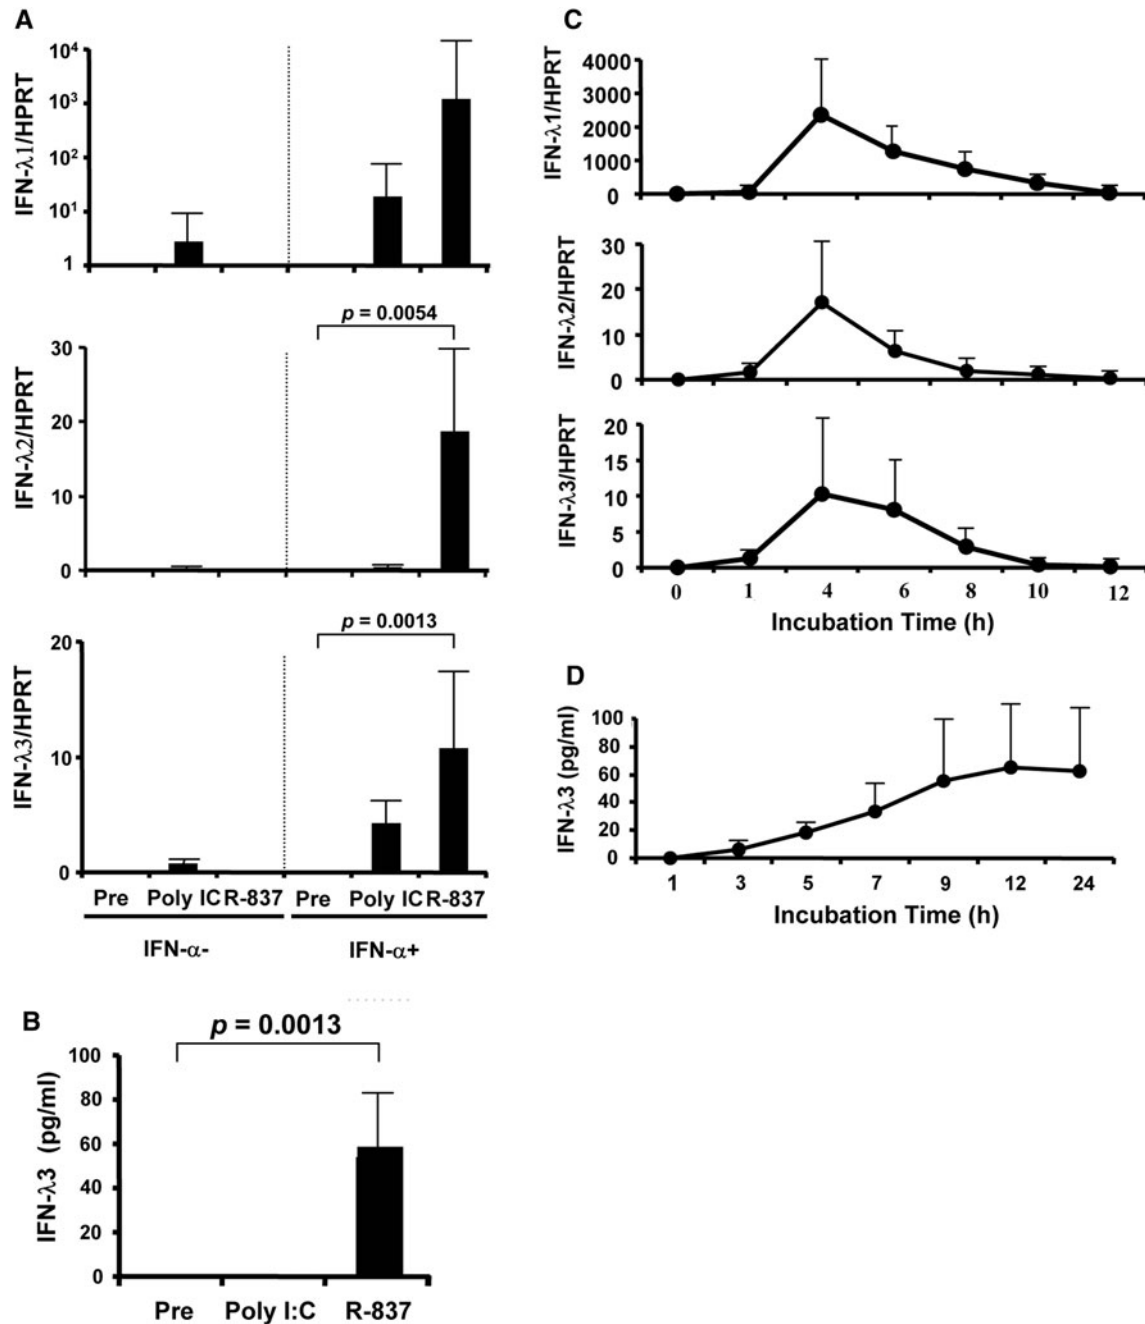 A
IFN-λ1/HPRT
10⁴
10³
10²
10¹
1
p = 0.0054
IFN-λ2/HPRT
30
20
10
0
p = 0.0013
IFN-λ3/HPRT
20
10
0
Pre Poly IC R-837 Pre Poly IC R-837
IFN-α- IFN-α+
B
p = 0.0013
IFN-λ3 (pg/ml)
100
80
60
40
20
0
Pre Poly I:C R-837
C
IFN-λ1/HPRT
4000
3000
2000
1000
0
IFN-λ2/HPRT
30
20
10
0
IFN-λ3/HPRT
20
15
10
5
0
0 1 4 6 8 10 12
Incubation Time (h)
D
IFN-λ3 (pg/ml)
100
80
60
40
20
0
1 3 5 7 9 12 24
Incubation Time (h)